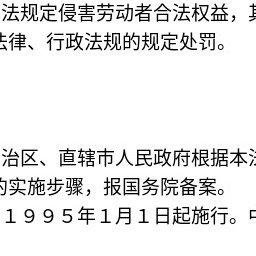 法规定侵害劳动者合法权益，其
法律、行政法规的规定处罚。
治区、直辖市人民政府根据本法
的实施步骤，报国务院备案。
１９９５年１月１日起施行。中